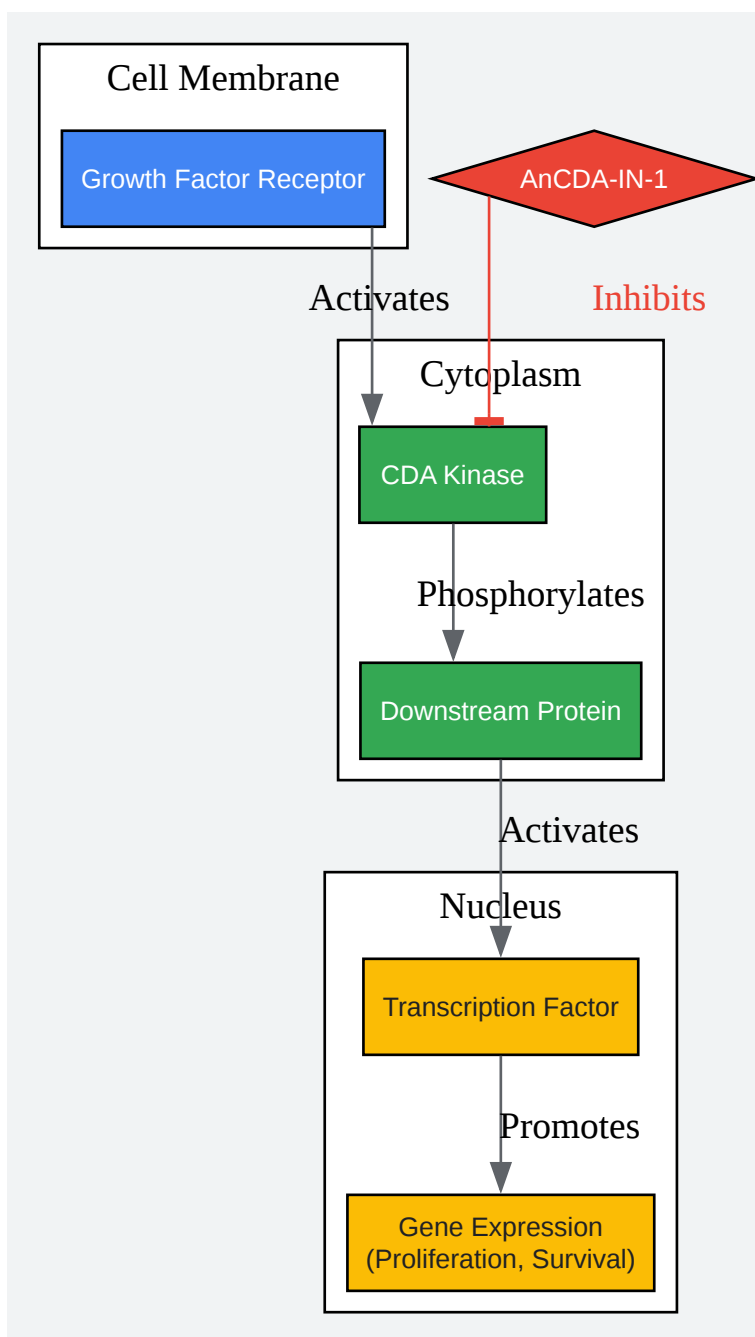 Cell Membrane
Growth Factor Receptor
AnCDA-IN-1
Activates
Inhibits
Cytoplasm
CDA Kinase
Phosphorylates
Downstream Protein
Activates
Nucleus
Transcription Factor
Promotes
Gene Expression
(Proliferation, Survival)